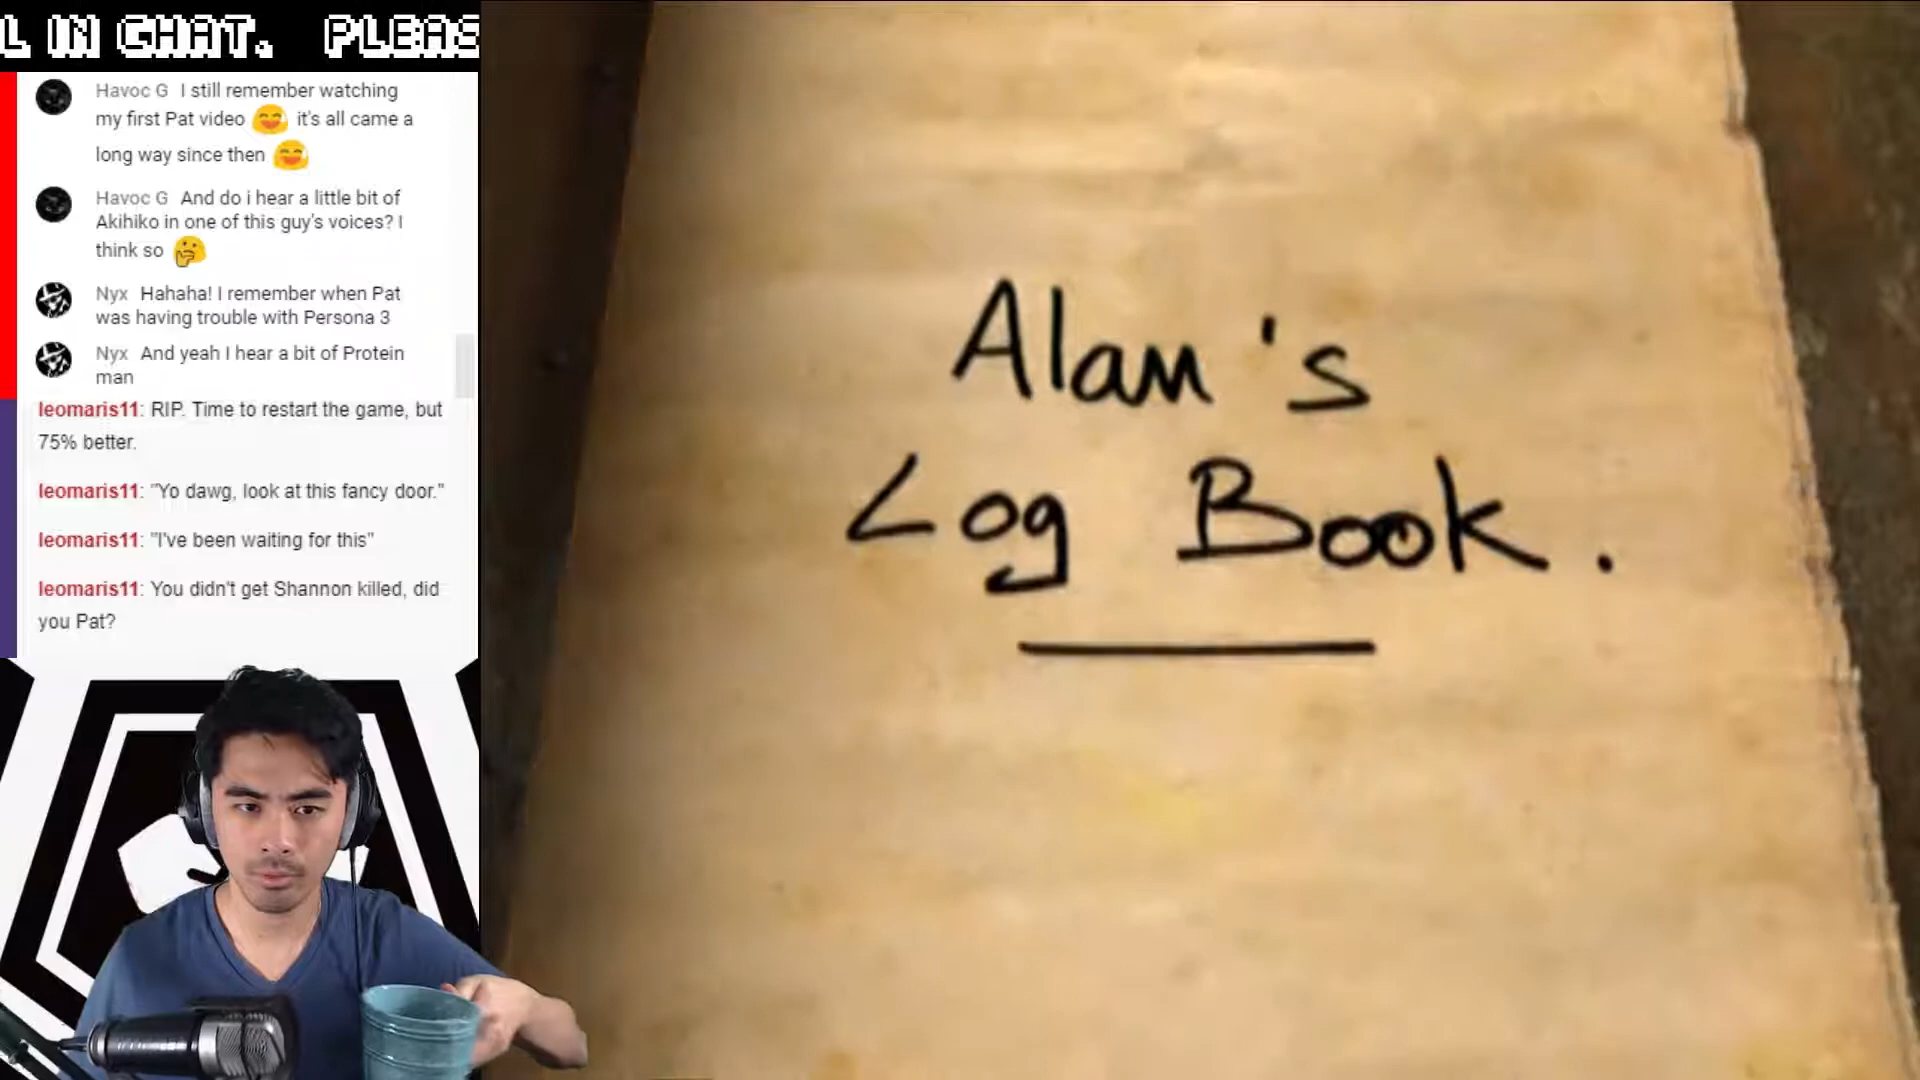 L IN CHAT. PLEAS
Havoc G I still remember watching
my first Pat video 😅 it's all came a
long way since then 😅
Havoc G And do i hear a little bit of
Akihiko in one of this guy's voices? I
think so 🤔
Nyx Hahaha! I remember when Pat
was having trouble with Persona 3
Nyx And yeah I hear a bit of Protein
man
leomaris11: RIP. Time to restart the game, but
75% better.
leomaris11: "Yo dawg, look at this fancy door."
leomaris11: "I've been waiting for this"
leomaris11: You didn't get Shannon killed, did
you Pat?
Alan's
Log Book.